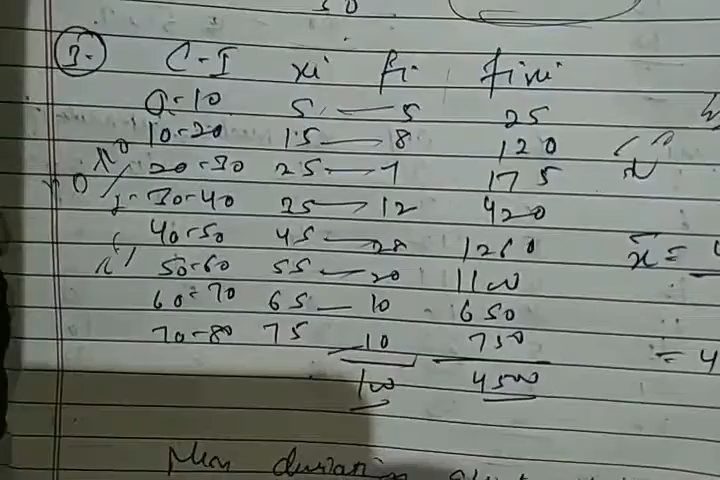 3. C-I xi fi fixi
0-10 5 — 5 25
10-20 15 — 8 120
20-30 25 — 7 175
30-40 35 — 12 420
40-50 45 — 28 1260
50-60 55 — 20 1100
60-70 65 — 10 650
70-80 75 10 750
100 4500
x̄ =
= 4